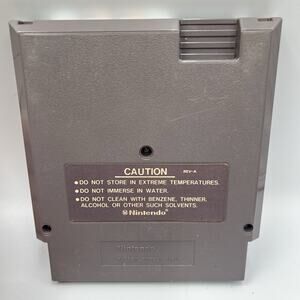 CAUTION REV-A
•DO NOT STORE IN EXTREME TEMPERATURES.
•DO NOT IMMERSE IN WATER.
•DO NOT CLEAN WITH BENZENE, THINNER,
ALCOHOL OR OTHER SUCH SOLVENTS.
Nintendo®
Nintendo